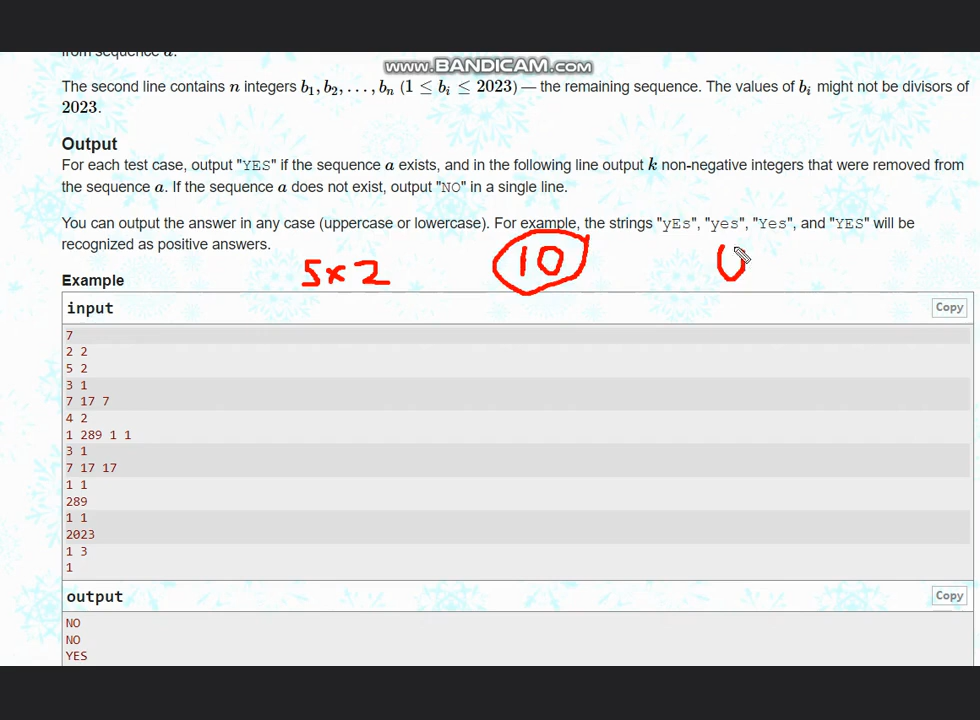 from sequence a.
www.BANDICAM.com
The second line contains n integers b₁, b₂, . . . , bₙ (1 ≤ bᵢ ≤ 2023) — the remaining sequence. The values of bᵢ might not be divisors of
2023.
Output
For each test case, output "YES" if the sequence a exists, and in the following line output k non-negative integers that were removed from
the sequence a. If the sequence a does not exist, output "NO" in a single line.
You can output the answer in any case (uppercase or lowercase). For example, the strings "yEs", "yes", "Yes", and "YES" will be
recognized as positive answers.
5 x 2 10 0
Example
input Copy
7
2 2
5 2
3 1
7 17 7
4 2
1 289 1 1
3 1
7 17 17
1 1
289
1 1
2023
1 3
1
output Copy
NO
NO
YES